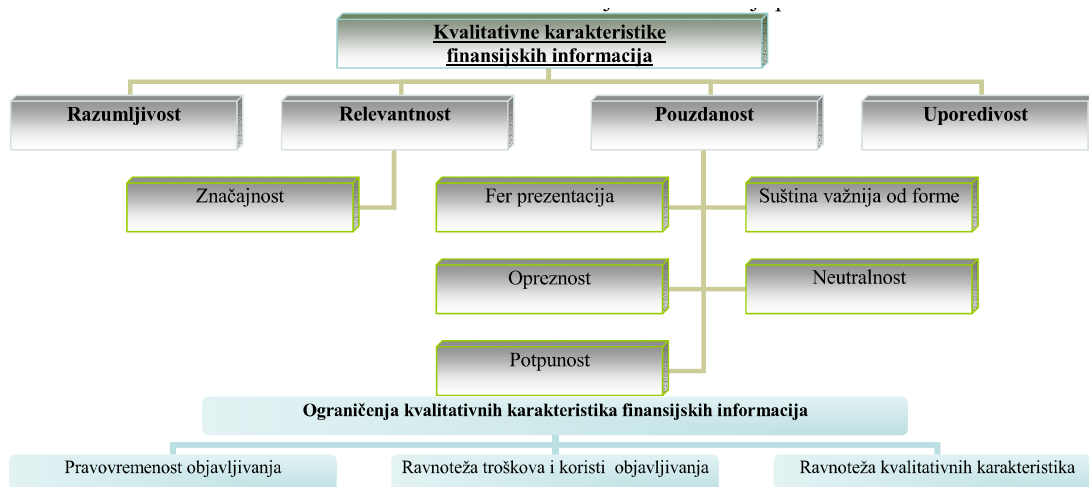 Kvalitativne karakteristike
finansijskih informacija
Razumljivost
Relevantnost
Pouzdanost
Uporedivost
Značajnost
Fer prezentacija
Suština važnija od forme
Opreznost
Neutralnost
Potpunost
Ograničenja kvalitativnih karakteristika finansijskih informacija
Pravovremenost objavljivanja
Ravnoteža troškova i koristi objavljivanja
Ravnoteža kvalitativnih karakteristika